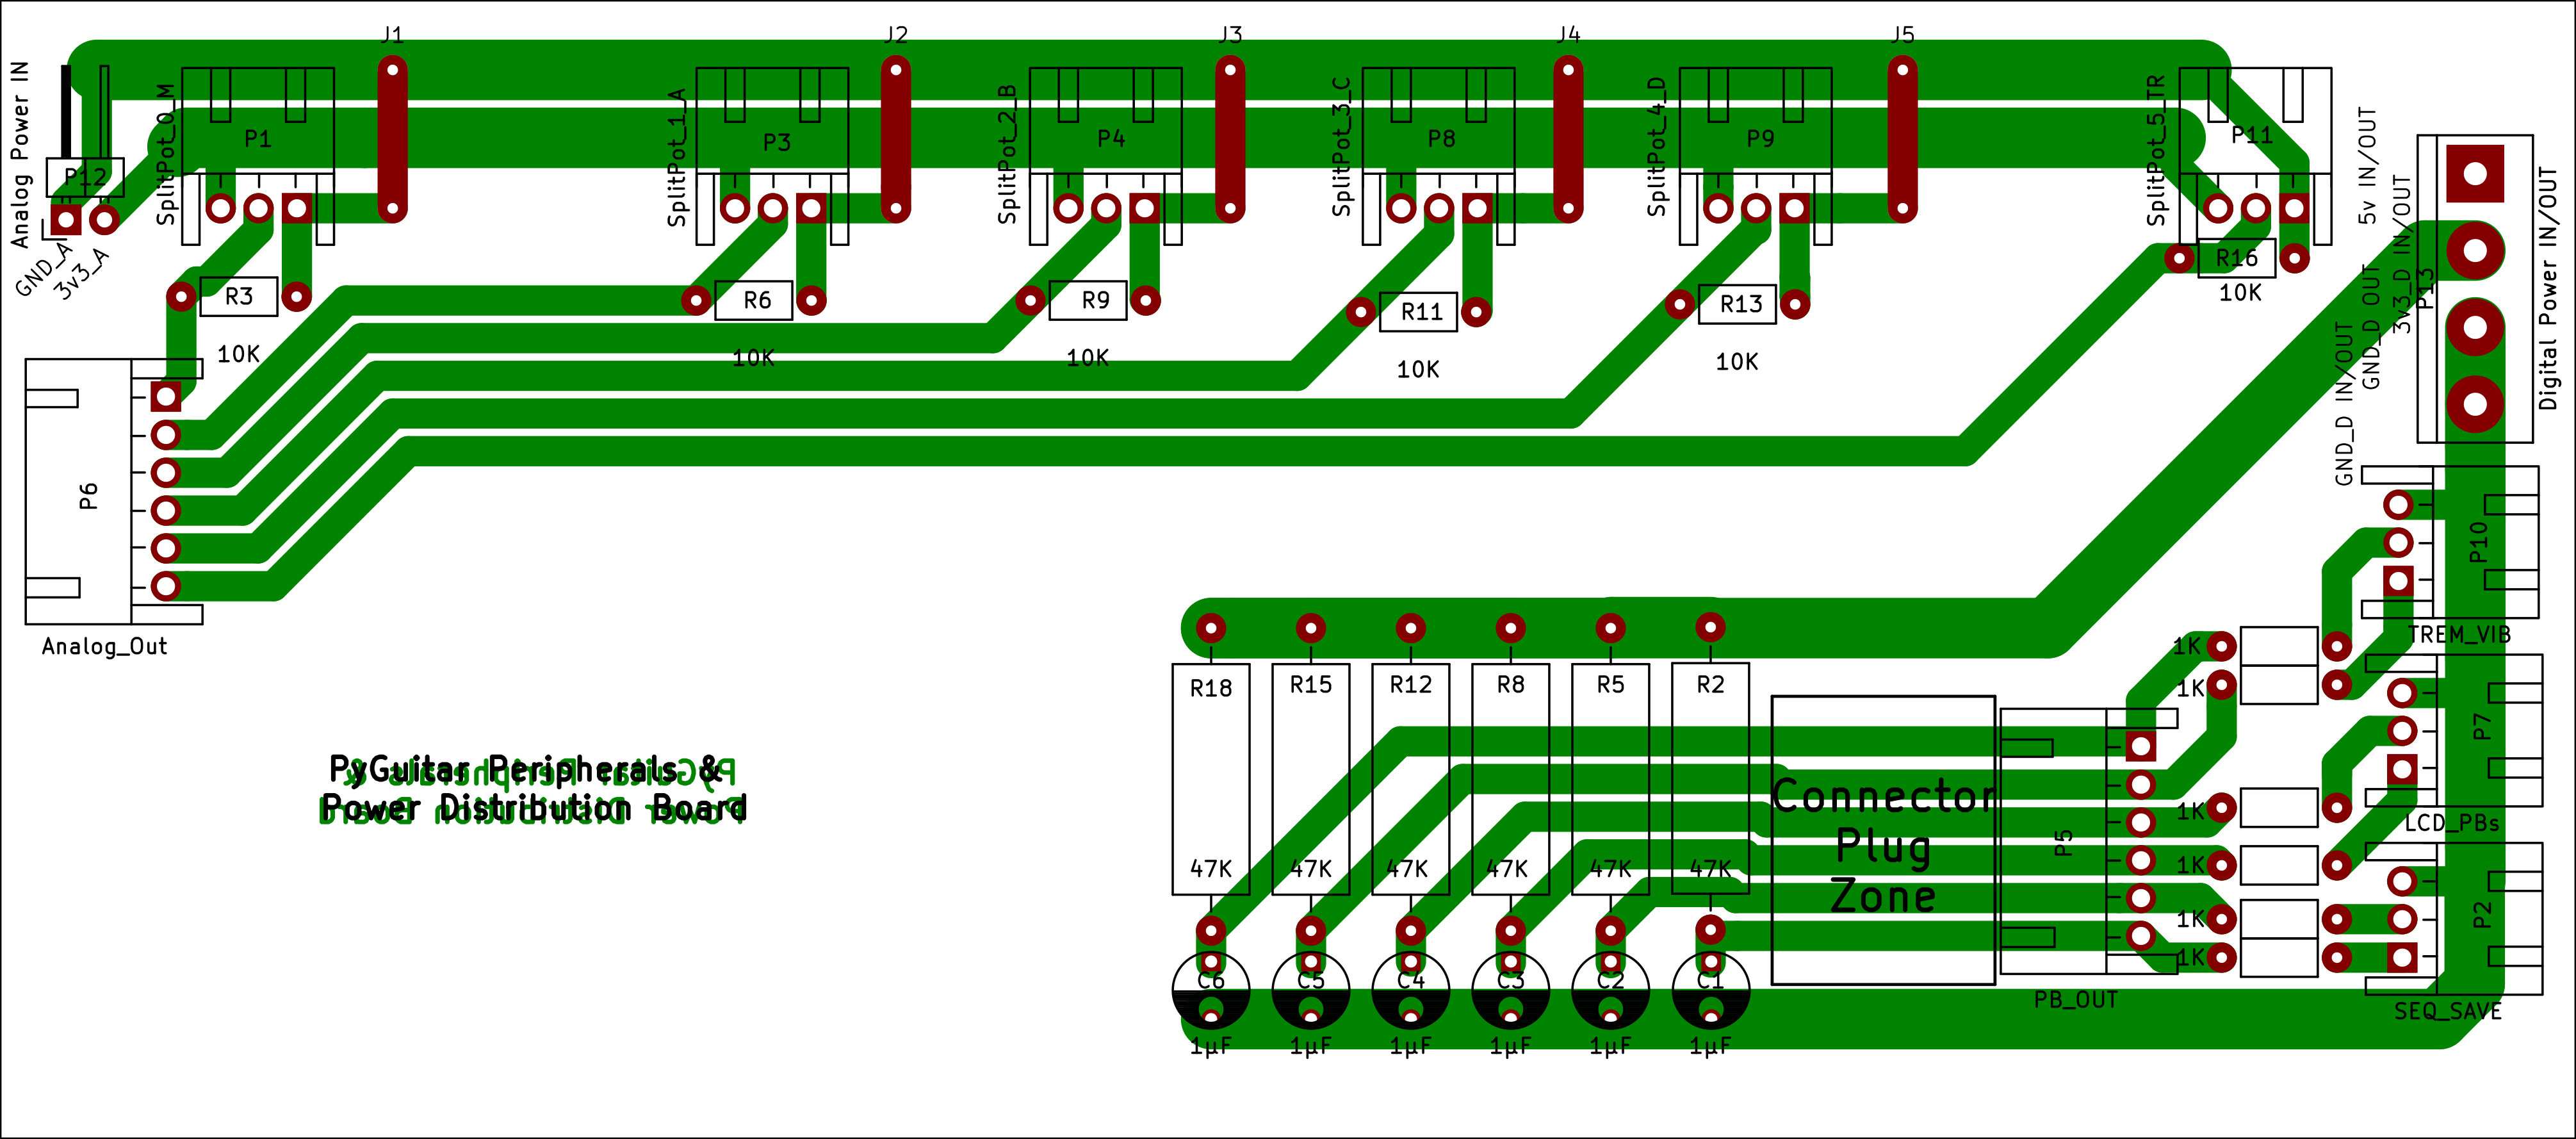 J1
J2
J3
J4
J5
Analog Power IN
P12
GND_A
3v3_A
SplitPot_0_M
P1
SplitPot_1_A
P3
SplitPot_2_B
P4
SplitPot_3_C
P8
SplitPot_4_D
P9
SplitPot_5_TR
P11
5v IN/OUT
3v3_D IN/OUT
GND_D OUT
GND_D IN/OUT
P13
Digital Power IN/OUT
R3
10K
R6
10K
R9
10K
R11
10K
R13
10K
R16
10K
P6
Analog_Out
P10
TREM_VIB
P7
LCD_PBs
P2
SEQ_SAVE
1K
1K
1K
1K
1K
1K
R18
R15
R12
R8
R5
R2
47K
47K
47K
47K
47K
47K
Connector
Plug
Zone
P5
PB_OUT
C6
C5
C4
C3
C2
C1
1µF
1µF
1µF
1µF
1µF
1µF
PyGuitar Peripherals &
Power Distribution Board
PyGuitar Peripherals &
Power Distribution Board